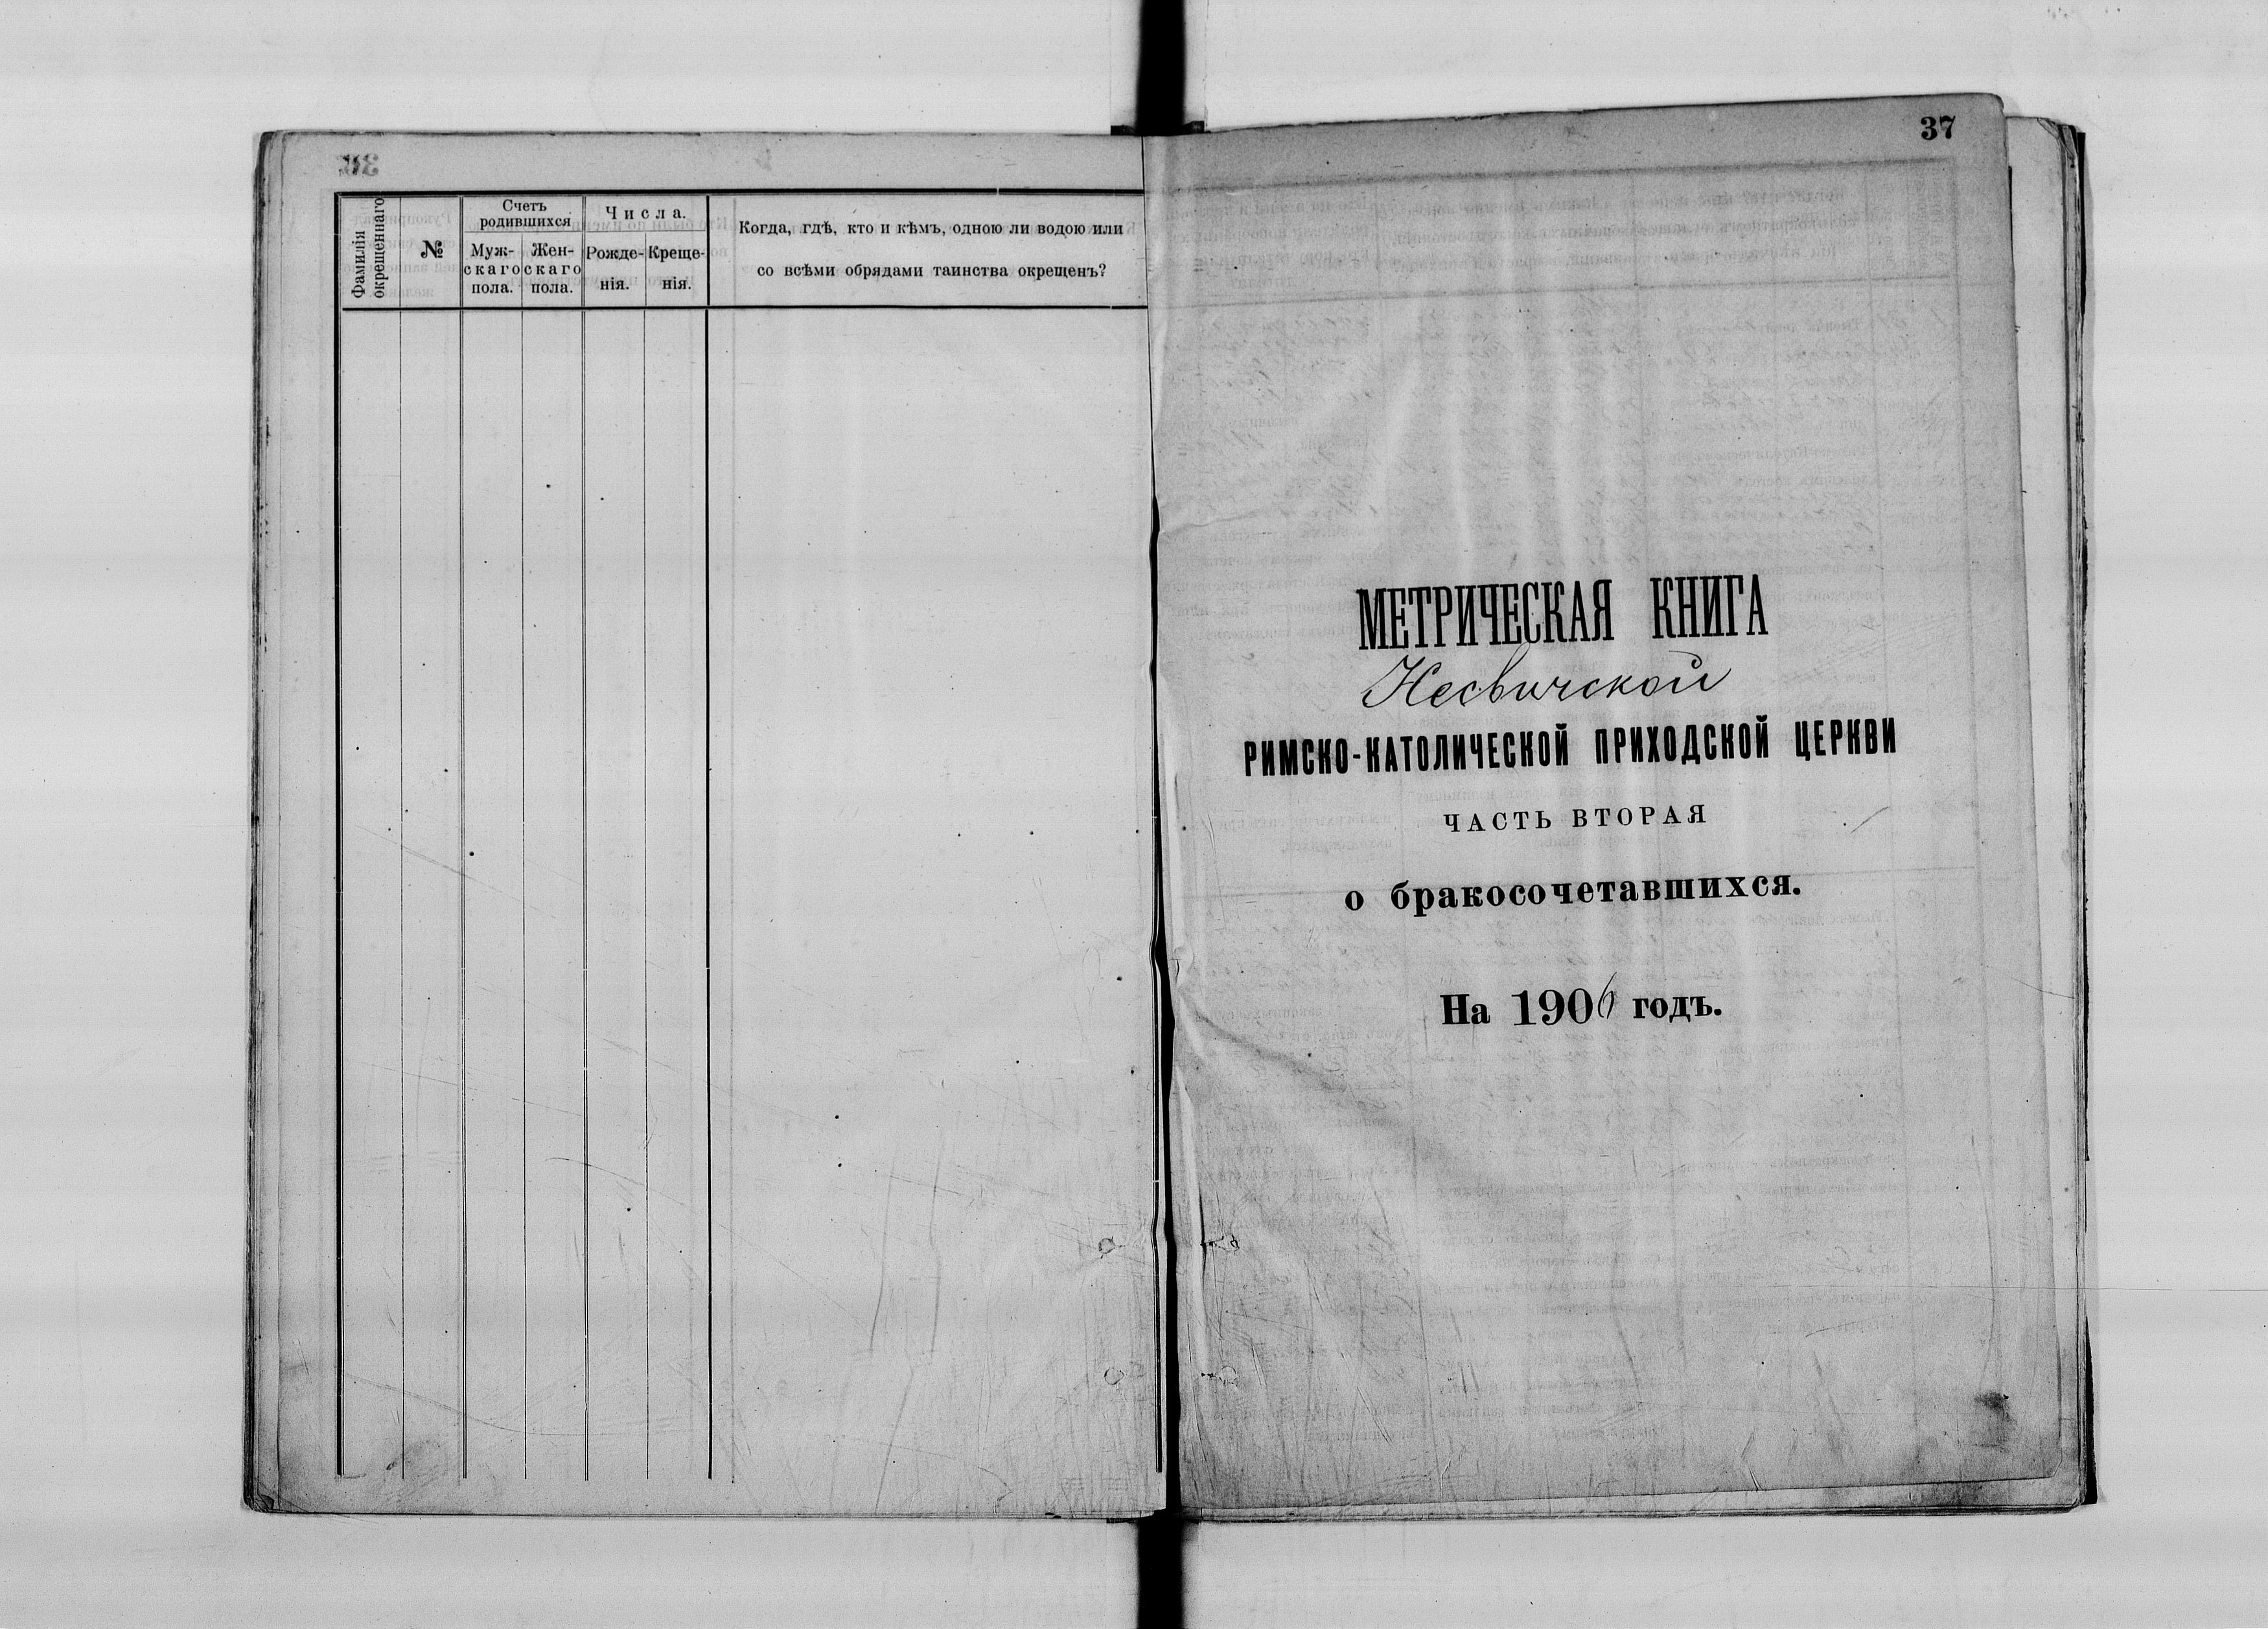 Фамилія
окрещеннаго
№
Счетъ
родившихся
Муж-
скаго
пола.
Жен-
скаго
пола.
Числа.
Рожде-
нія.
Креще-
нія.
Когда, гдѣ, кто и кѣмъ, одною ли водою или
со всѣми обрядами таинства окрещенъ?
37
МЕТРИЧЕСКАЯ КНИГА
Несвичской
РИМСКО-КАТОЛИЧЕСКОЙ ПРИХОДСКОЙ ЦЕРКВИ
ЧАСТЬ ВТОРАЯ
о бракосочетавшихся.
На 1906 годъ.